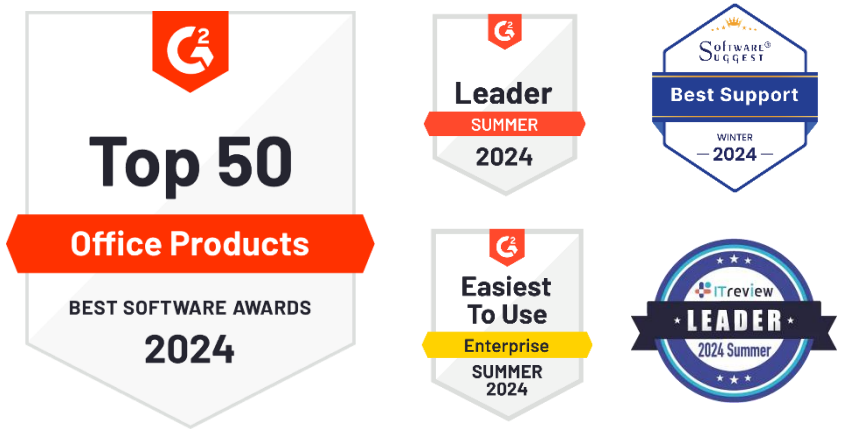 G2
Top 50
Office Products
BEST SOFTWARE AWARDS
2024
G2
Leader
SUMMER
2024
SOFTWARE®
SUGGEST
Best Support
WINTER
— 2024 —
G2
Easiest
To Use
Enterprise
SUMMER
2024
ITreview
LEADER
2024 Summer